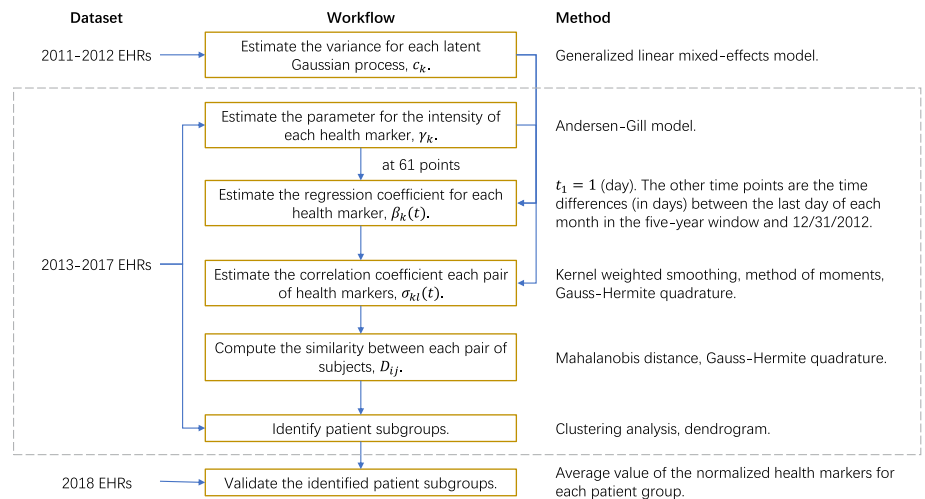 Dataset
Workflow
Method
2011-2012 EHRs
Estimate the variance for each latent
Gaussian process, c_k.
Generalized linear mixed-effects model.
Estimate the parameter for the intensity of
each health marker, γ_k.
Andersen-Gill model.
at 61 points
Estimate the regression coefficient for each
health marker, β_k(t).
t_1 = 1 (day). The other time points are the time
differences (in days) between the last day of each
month in the five-year window and 12/31/2012.
2013-2017 EHRs
Estimate the correlation coefficient each pair
of health markers, σ_kl(t).
Kernel weighted smoothing, method of moments,
Gauss-Hermite quadrature.
Compute the similarity between each pair of
subjects, D_ij.
Mahalanobis distance, Gauss-Hermite quadrature.
Identify patient subgroups.
Clustering analysis, dendrogram.
2018 EHRs
Validate the identified patient subgroups.
Average value of the normalized health markers for
each patient group.